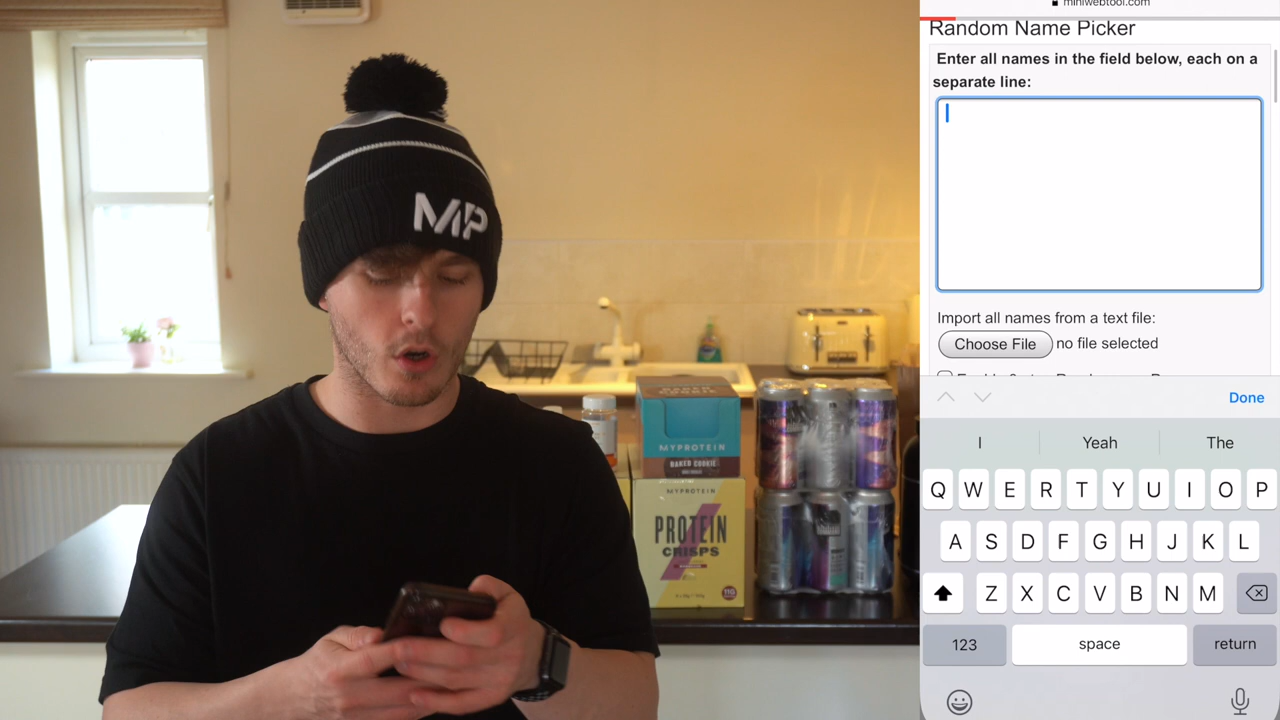 miniwebtool.com
Random Name Picker
Enter all names in the field below, each on a
separate line:
Import all names from a text file:
Choose File no file selected
Done
I Yeah The
Q W E R T Y U I O P
A S D F G H J K L
Z X C V B N M
123 space return
MP
MYPROTEIN
BAKED COOKIE
MYPROTEIN
PROTEIN
CRISPS